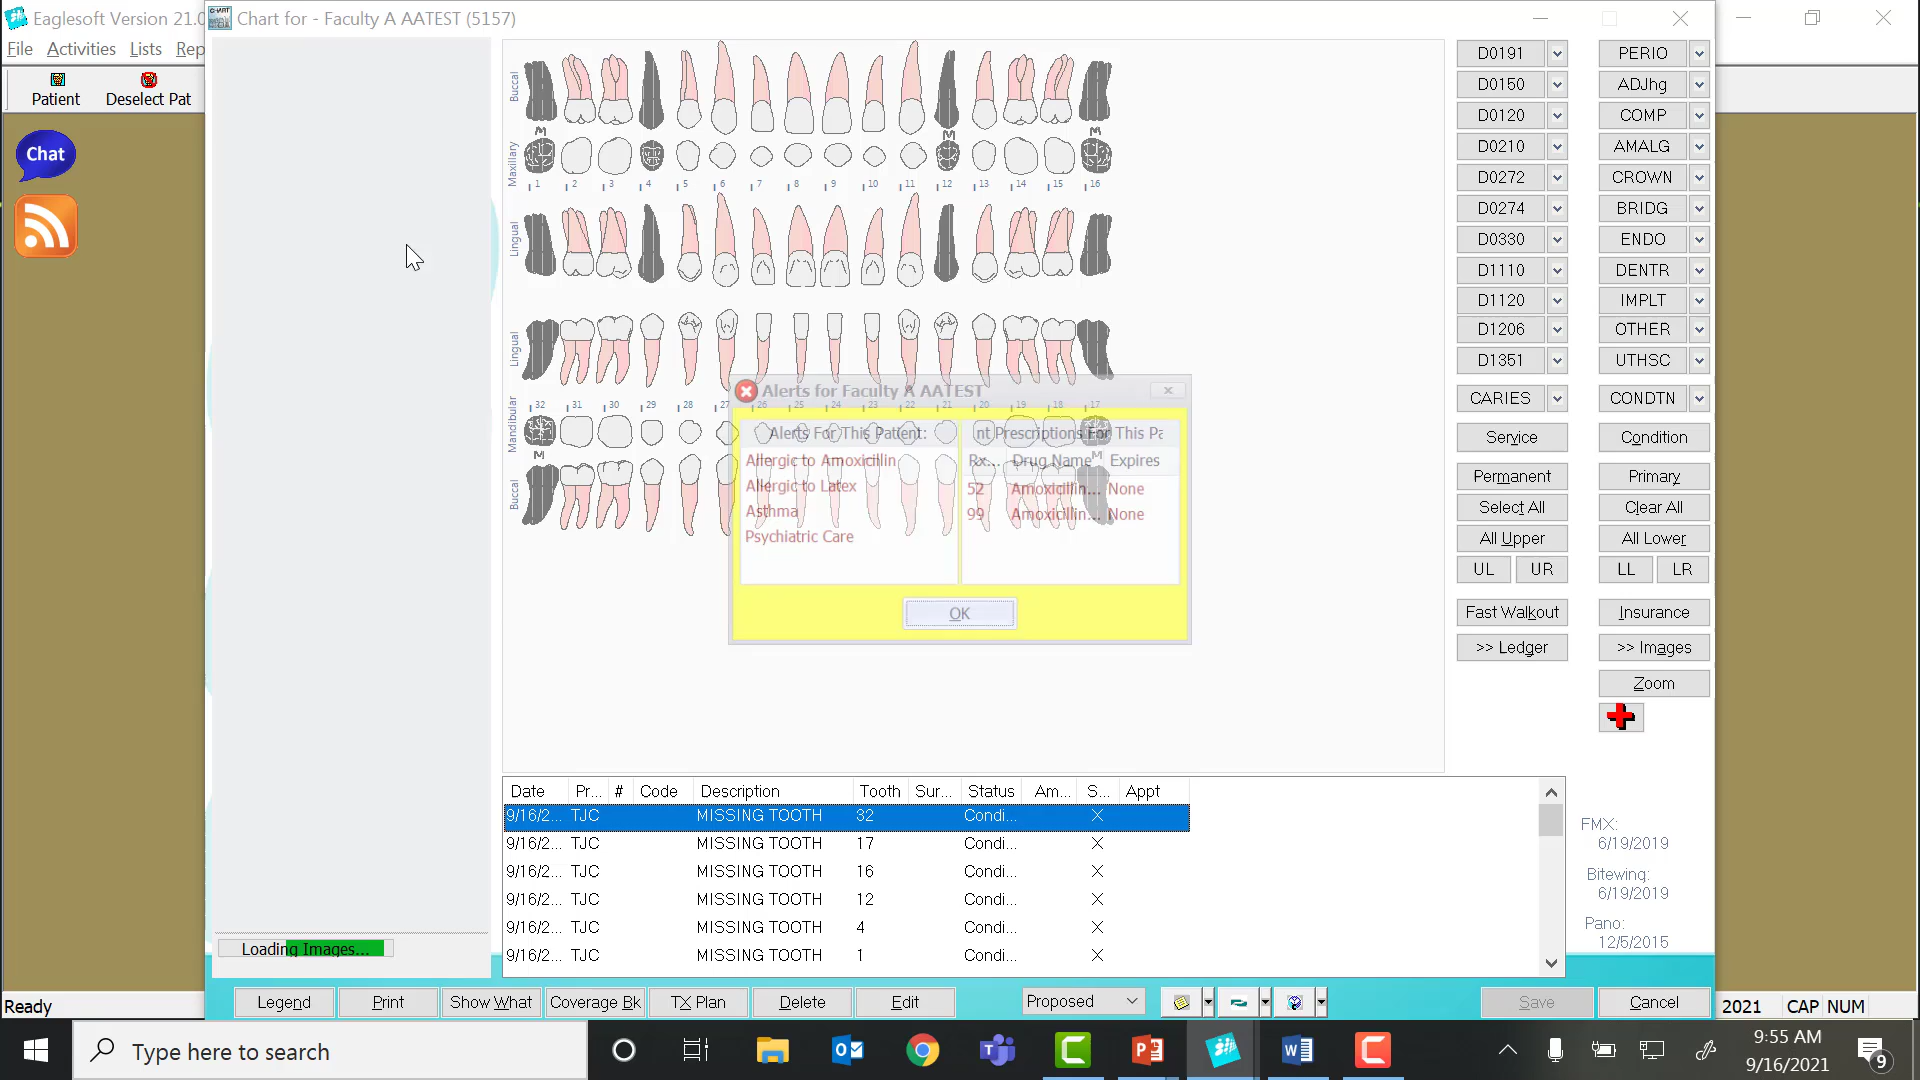 Eaglesoft Version 21.0
Chart for - Faculty A AATEST (5157)
File Activities Lists Rep
Patient Deselect Pat
Chat
Buccal
Maxillary
Lingual
Lingual
Mandibular
Buccal
M M M
1 2 3 4 5 6 7 8 9 10 11 12 13 14 15 16
32 31 30 29 28 27 26 25 24 23 22 21 20 19 18 17
M M
Alerts for Faculty A AATEST
Alerts For This Patient:
Allergic to Amoxicillin
Allergic to Latex
Asthma
Psychiatric Care
nt Prescriptions For This Pa
Rx... Drug Name Expires
52 Amoxicillin... None
99 Amoxicillin... None
OK
D0191 PERIO
D0150 ADJhg
D0120 COMP
D0210 AMALG
D0272 CROWN
D0274 BRIDG
D0330 ENDO
D1110 DENTR
D1120 IMPLT
D1206 OTHER
D1351 UTHSC
CARIES CONDTN
Service Condition
Permanent Primary
Select All Clear All
All Upper All Lower
UL UR LL LR
Fast Walkout Insurance
>> Ledger >> Images
Zoom
Date Pr... # Code Description Tooth Sur... Status Am... S... Appt
9/16/2... TJC MISSING TOOTH 32 Condi... X
9/16/2... TJC MISSING TOOTH 17 Condi... X
9/16/2... TJC MISSING TOOTH 16 Condi... X
9/16/2... TJC MISSING TOOTH 12 Condi... X
9/16/2... TJC MISSING TOOTH 4 Condi... X
9/16/2... TJC MISSING TOOTH 1 Condi... X
FMX:
6/19/2019
Bitewing:
6/19/2019
Pano:
12/5/2015
Loading Images...
Legend Print Show What Coverage Bk TX Plan Delete Edit Proposed Save Cancel
Ready
2021 CAP NUM
Type here to search
9:55 AM
9/16/2021
9